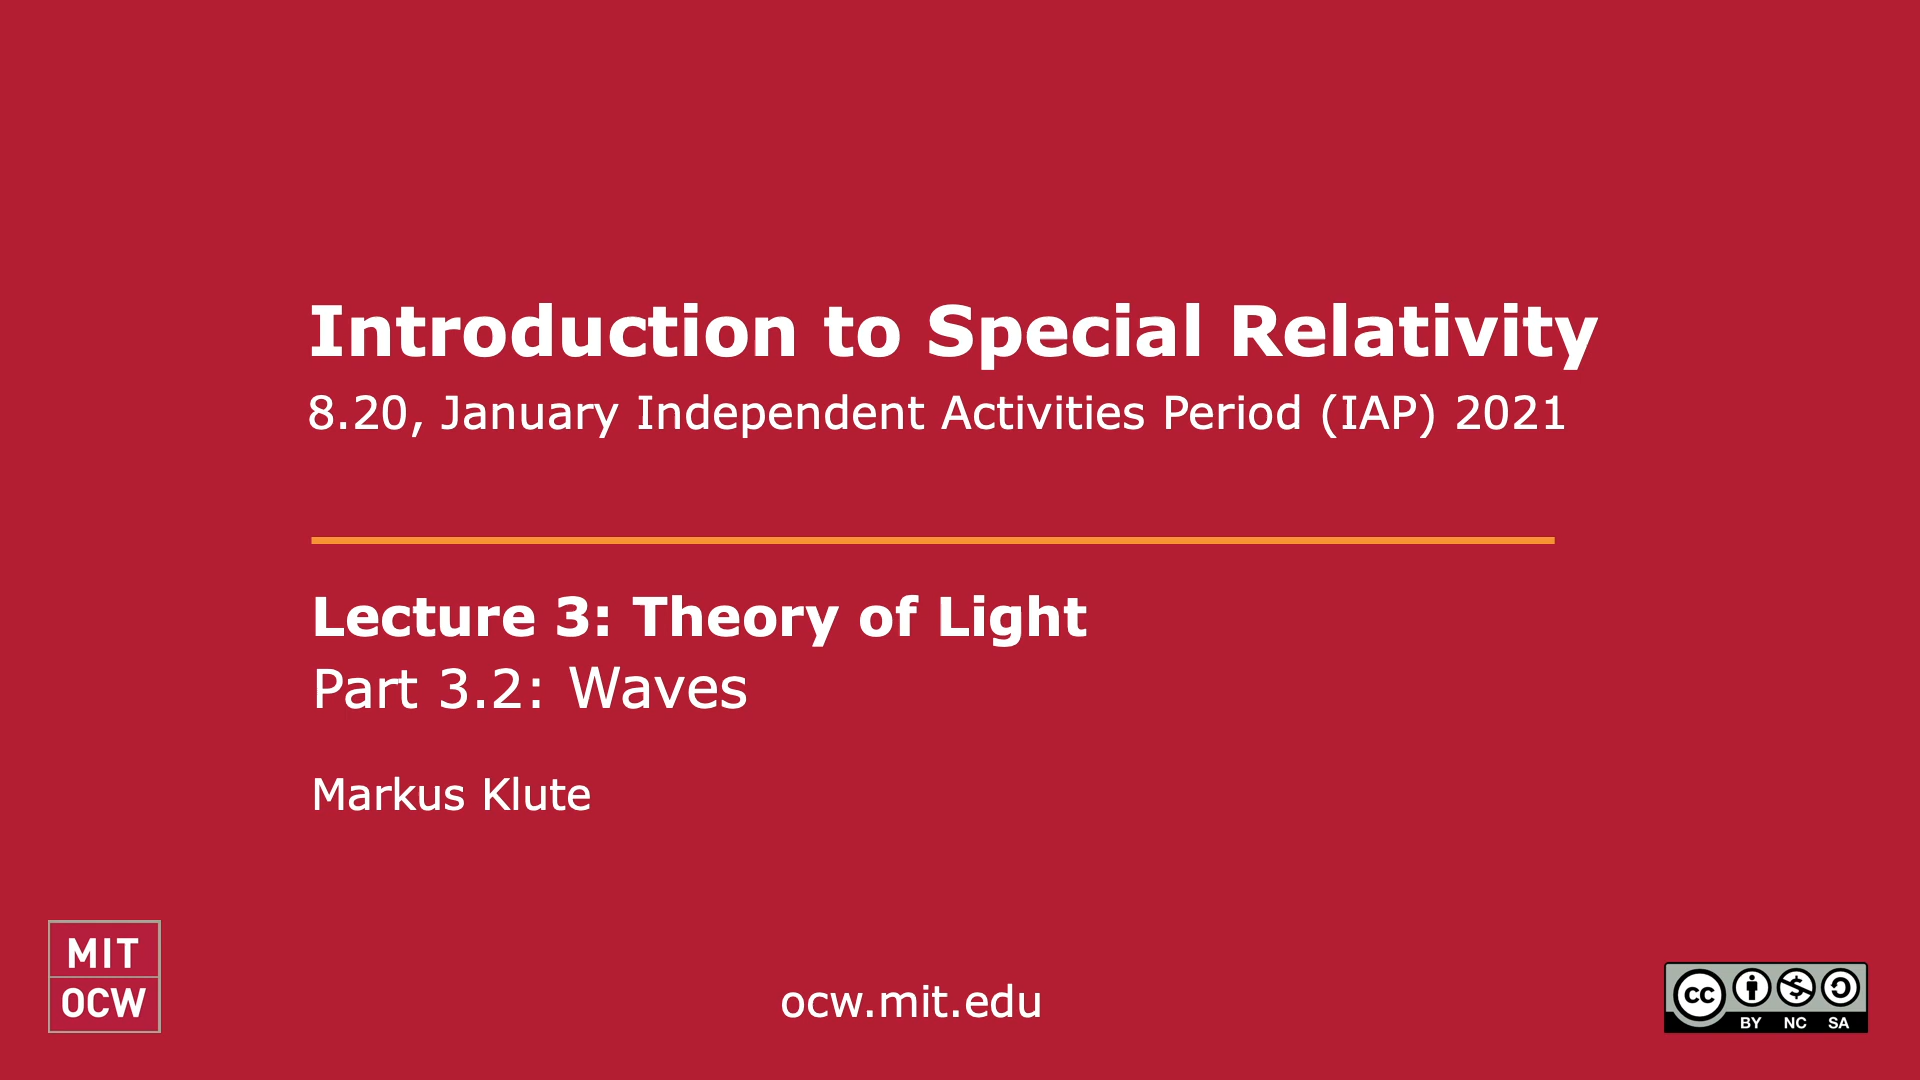 Introduction to Special Relativity
8.20, January Independent Activities Period (IAP) 2021
Lecture 3: Theory of Light
Part 3.2: Waves
Markus Klute
MIT
OCW
ocw.mit.edu
cc
BY NC SA